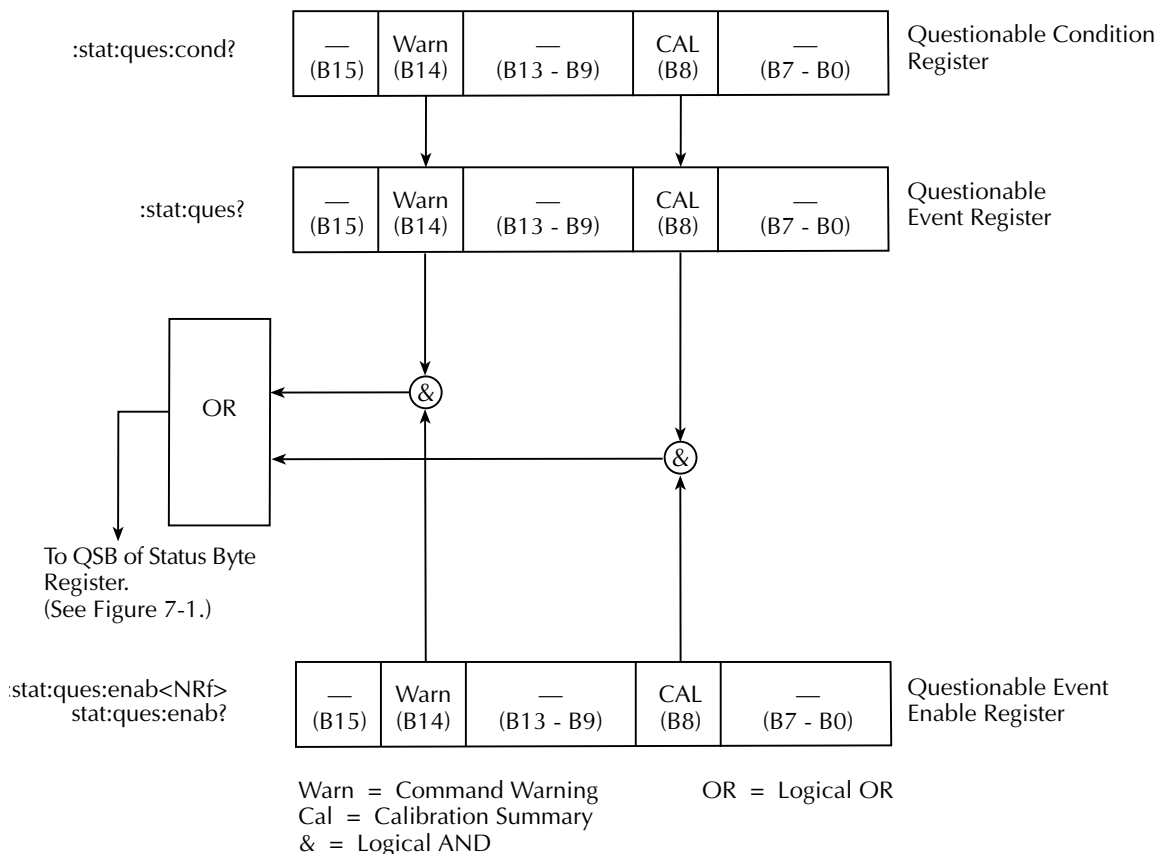 :stat:ques:cond?
— Warn — CAL —
(B15) (B14) (B13 - B9) (B8) (B7 - B0)
Questionable Condition
Register
:stat:ques?
— Warn — CAL —
(B15) (B14) (B13 - B9) (B8) (B7 - B0)
Questionable
Event Register
&
OR
&
To QSB of Status Byte
Register.
(See Figure 7-1.)
:stat:ques:enab<NRf>
stat:ques:enab?
— Warn — CAL —
(B15) (B14) (B13 - B9) (B8) (B7 - B0)
Questionable Event
Enable Register
Warn = Command Warning
Cal = Calibration Summary
& = Logical AND
OR = Logical OR